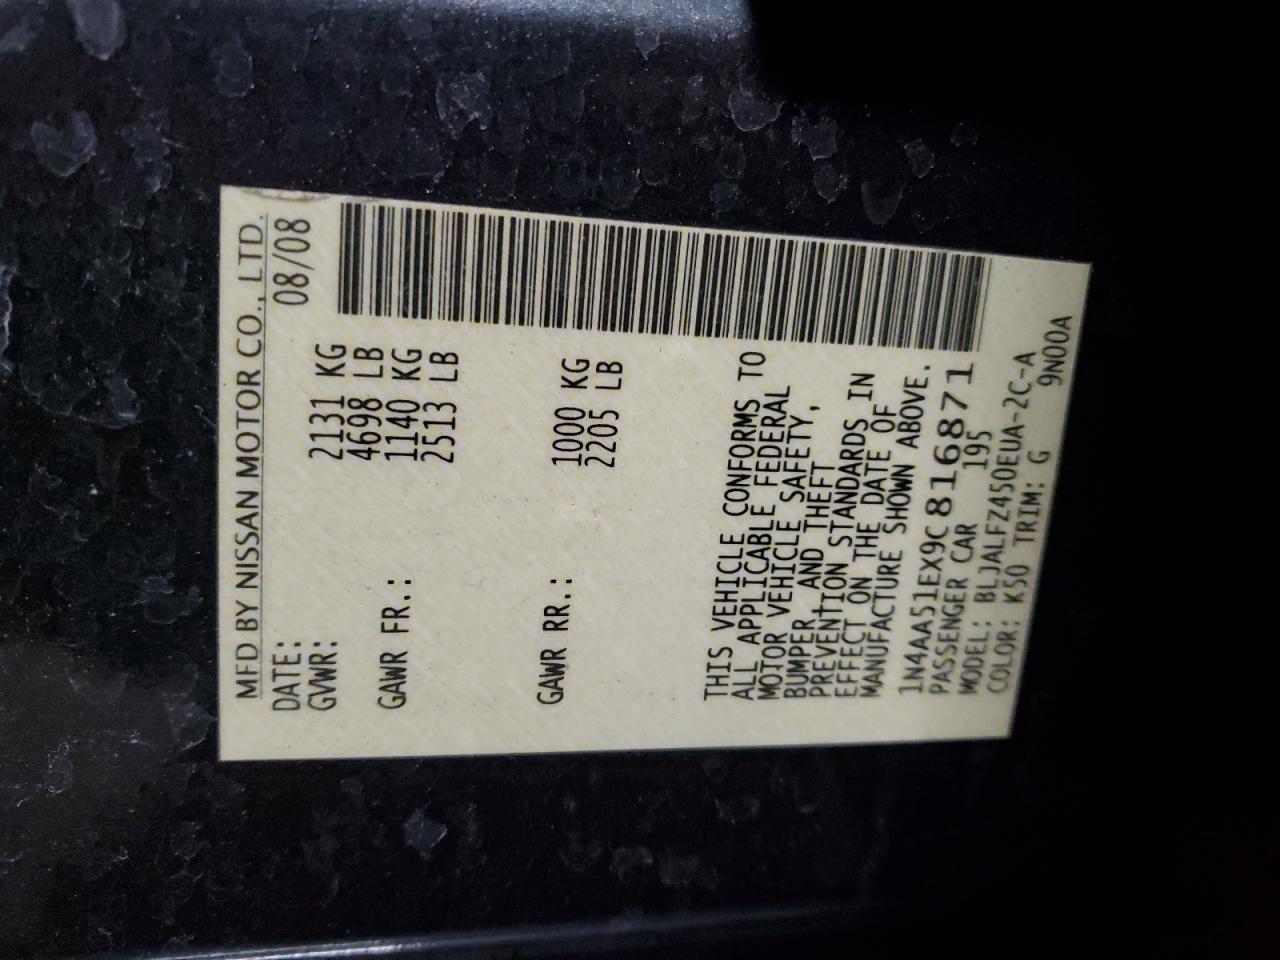 MFD BY NISSAN MOTOR CO., LTD.
DATE: 08/08
GVWR: 2131 KG
4698 LB
GAWR FR.: 1140 KG
2513 LB
GAWR RR.: 1000 KG
2205 LB
THIS VEHICLE CONFORMS TO
ALL APPLICABLE FEDERAL
MOTOR VEHICLE SAFETY,
BUMPER AND THEFT
PREVENTION STANDARDS IN
EFFECT ON THE DATE OF
MANUFACTURE SHOWN ABOVE.
1N4AA51EX9C816871
PASSENGER CAR 195
MODEL: BLJALFZ450EUA-2C-A
COLOR: K50 TRIM: G 9N00A